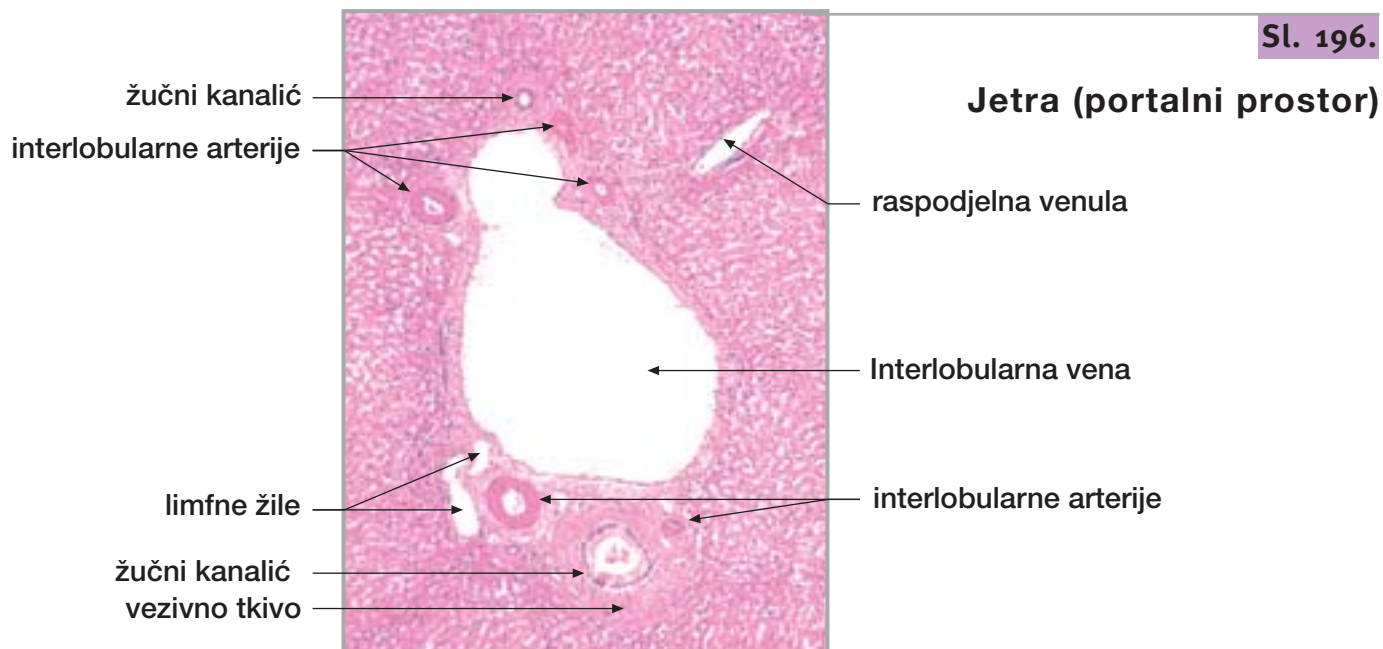 Sl. 196.
Jetra (portalni prostor)
žučni kanalić
interlobularne arterije
raspodjelna venula
Interlobularna vena
limfne žile
interlobularne arterije
žučni kanalić
vezivno tkivo